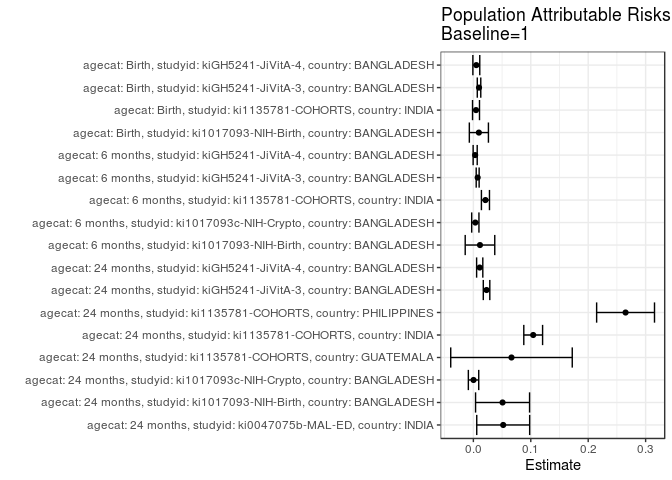 Population Attributable Risks
Baseline=1
agecat: Birth, studyid: kiGH5241-JiVitA-4, country: BANGLADESH
agecat: Birth, studyid: kiGH5241-JiVitA-3, country: BANGLADESH
agecat: Birth, studyid: ki1135781-COHORTS, country: INDIA
agecat: Birth, studyid: ki1017093-NIH-Birth, country: BANGLADESH
agecat: 6 months, studyid: kiGH5241-JiVitA-4, country: BANGLADESH
agecat: 6 months, studyid: kiGH5241-JiVitA-3, country: BANGLADESH
agecat: 6 months, studyid: ki1135781-COHORTS, country: INDIA
agecat: 6 months, studyid: ki1017093c-NIH-Crypto, country: BANGLADESH
agecat: 6 months, studyid: ki1017093-NIH-Birth, country: BANGLADESH
agecat: 24 months, studyid: kiGH5241-JiVitA-4, country: BANGLADESH
agecat: 24 months, studyid: kiGH5241-JiVitA-3, country: BANGLADESH
agecat: 24 months, studyid: ki1135781-COHORTS, country: PHILIPPINES
agecat: 24 months, studyid: ki1135781-COHORTS, country: INDIA
agecat: 24 months, studyid: ki1135781-COHORTS, country: GUATEMALA
agecat: 24 months, studyid: ki1017093c-NIH-Crypto, country: BANGLADESH
agecat: 24 months, studyid: ki1017093-NIH-Birth, country: BANGLADESH
agecat: 24 months, studyid: ki0047075b-MAL-ED, country: INDIA
0.0 0.1 0.2 0.3
Estimate